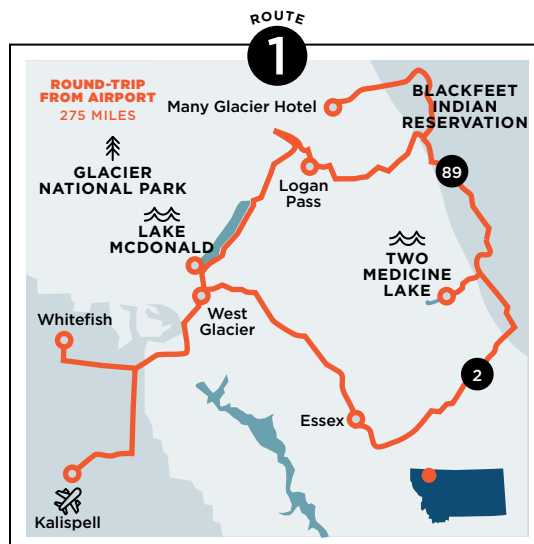 ROUTE
1
ROUND-TRIP
FROM AIRPORT
275 MILES
Many Glacier Hotel
BLACKFEET
INDIAN
RESERVATION
GLACIER
NATIONAL PARK
Logan
Pass
89
LAKE
MCDONALD
TWO
MEDICINE
LAKE
Whitefish
West
Glacier
2
Essex
Kalispell